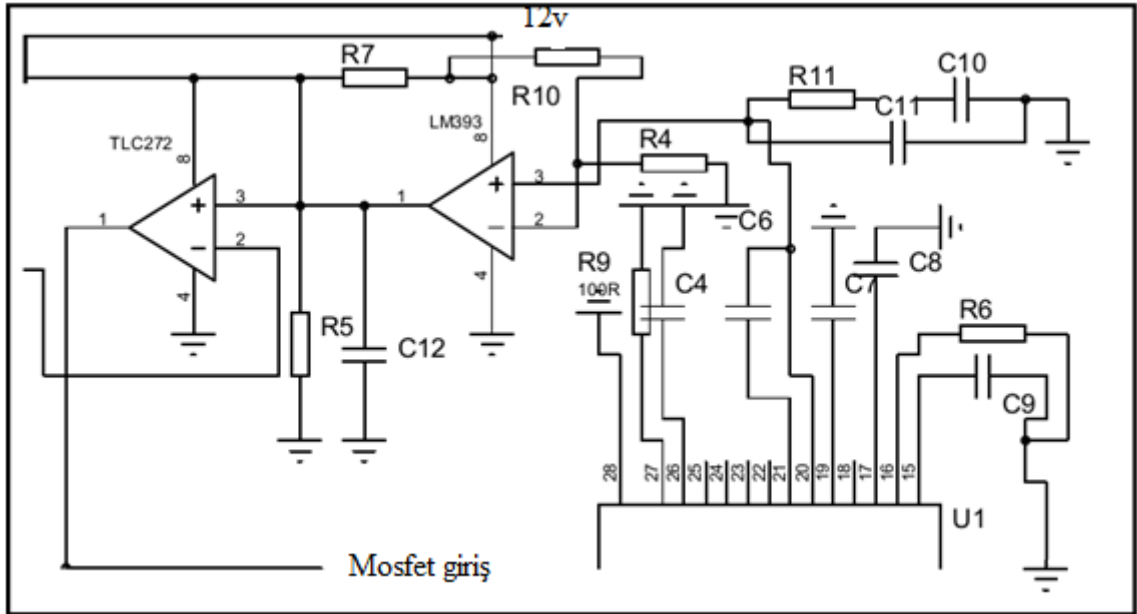 12v
R7
R10
R11
C10
C11
TLC272
8
LM393
8
R4
1
+
3
1
+
3
2
2
4
4
C6
R9
100R
C4
C7
C8
R5
C12
R6
C9
28
27
26
25
24
23
22
21
20
19
18
17
16
15
U1
Mosfet giriş